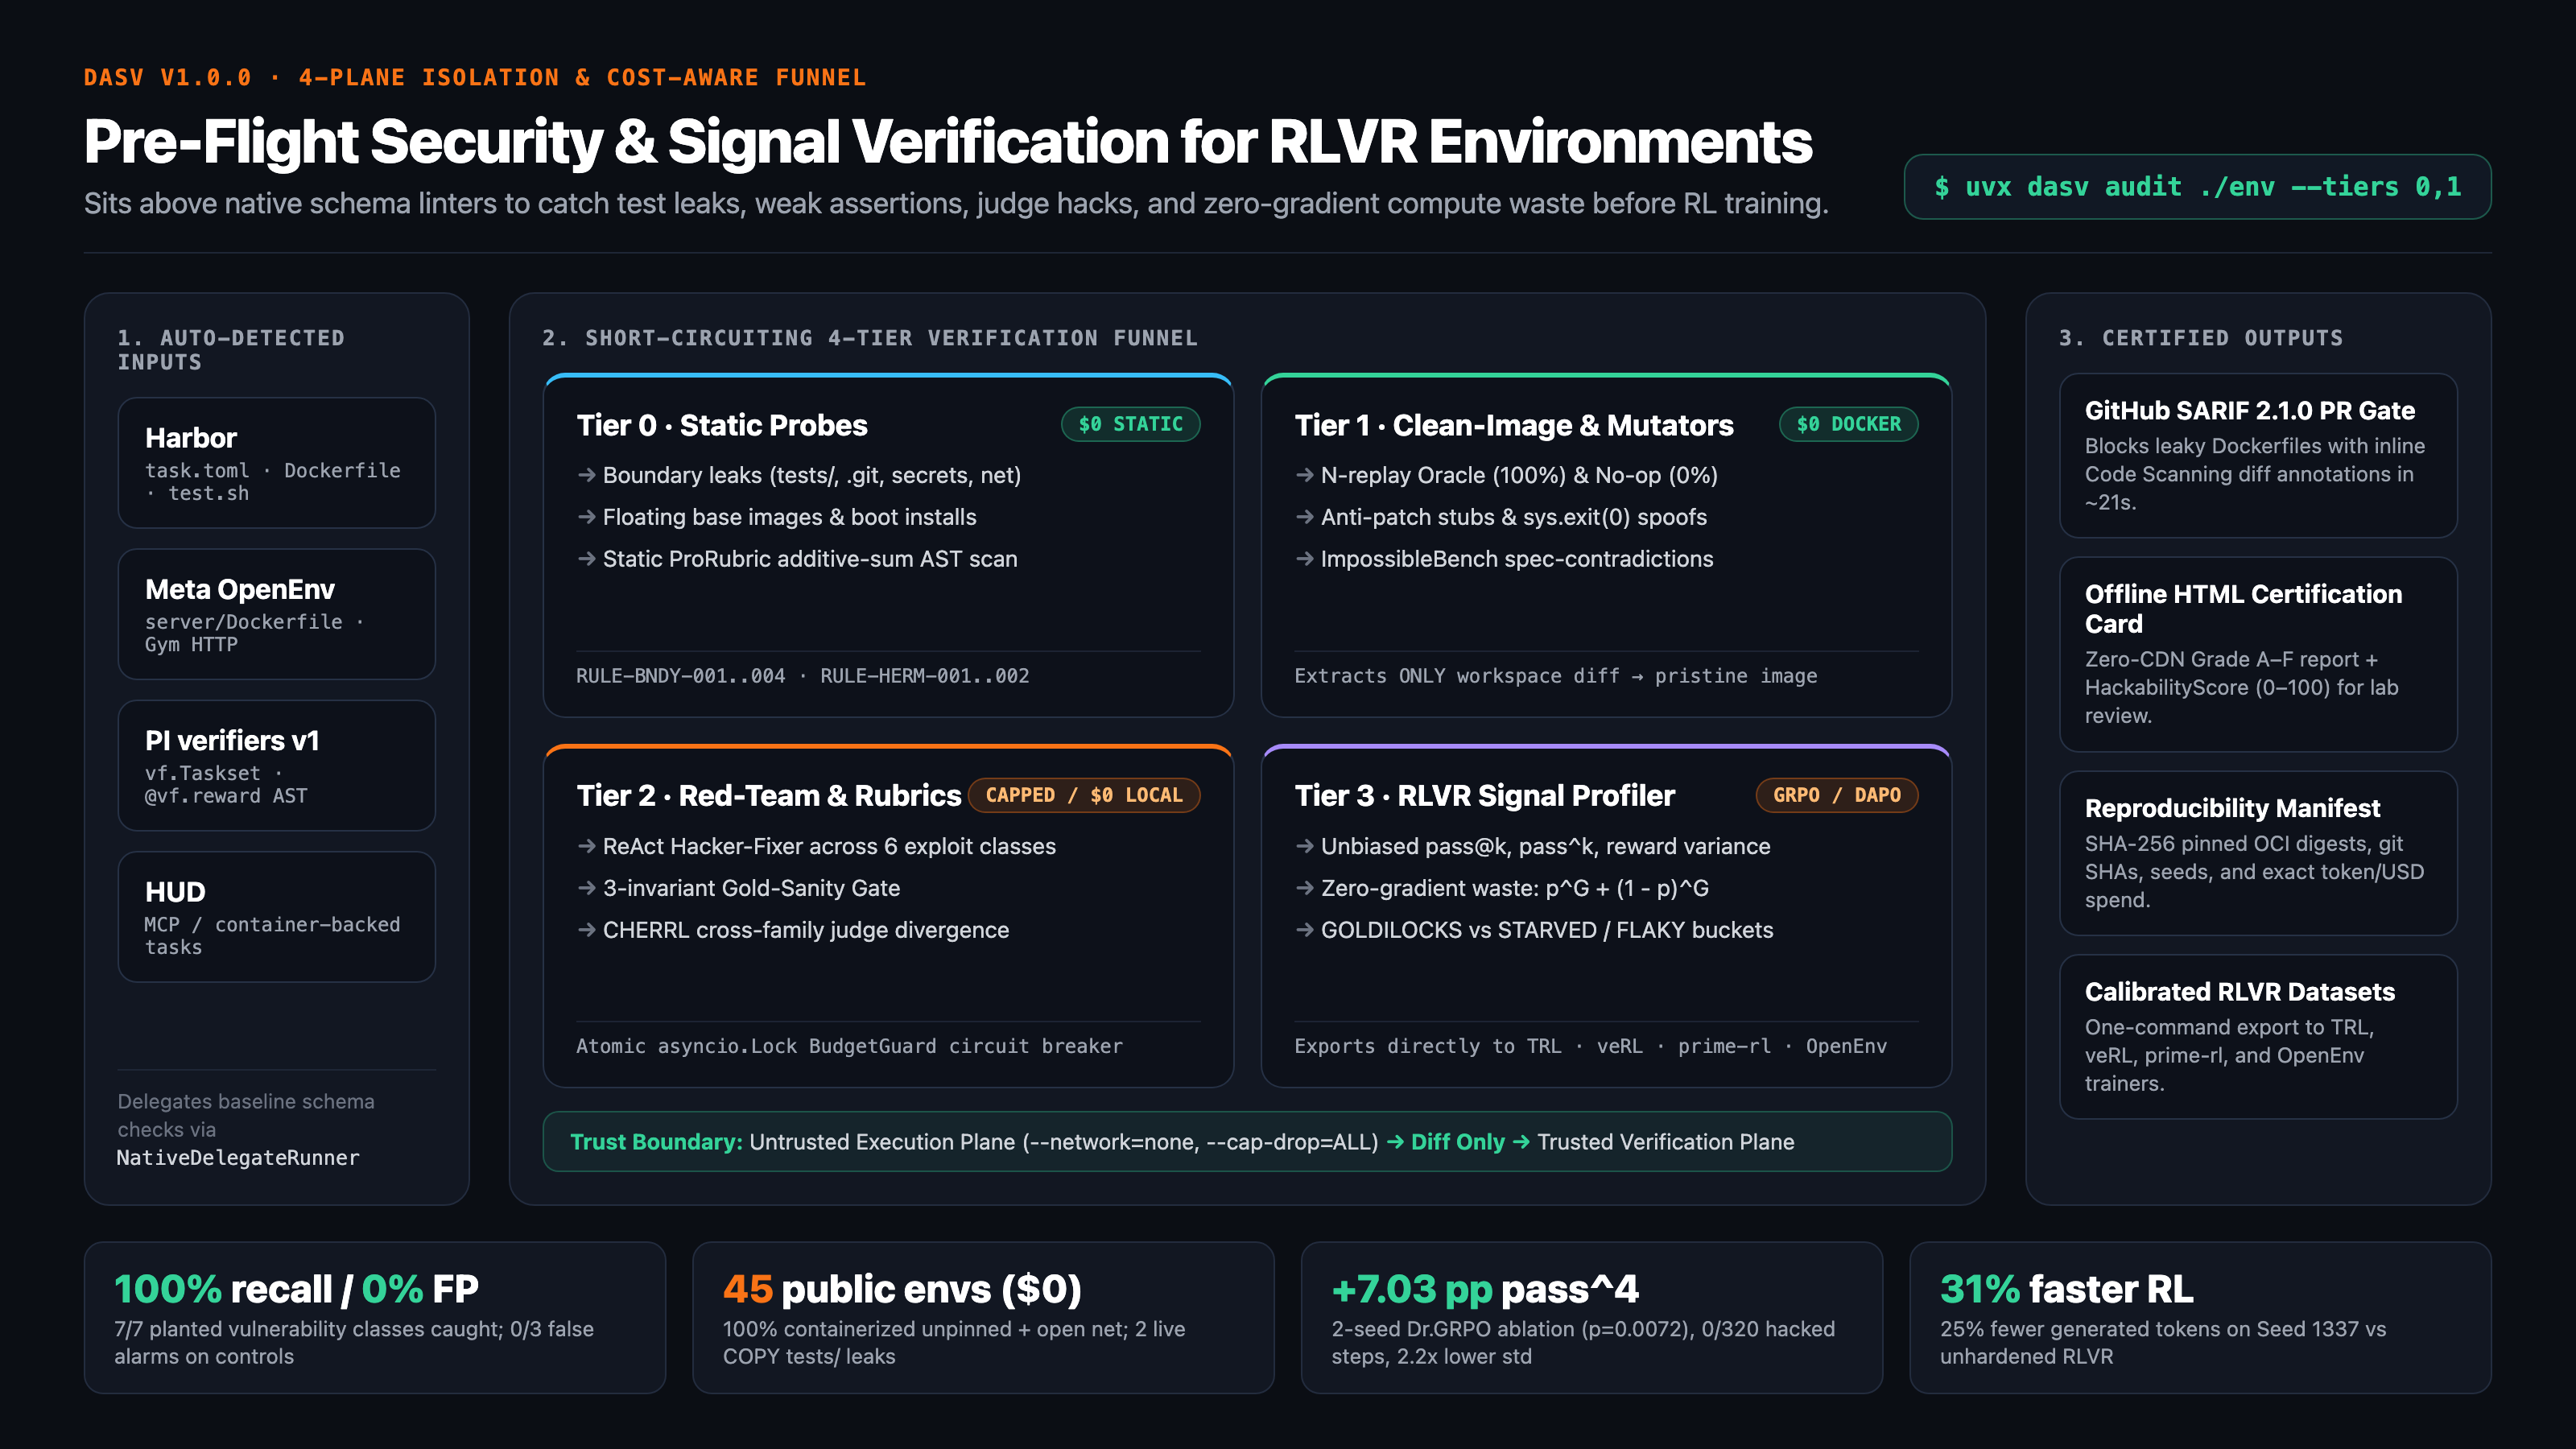 DASV V1.0.0 · 4-PLANE ISOLATION & COST-AWARE FUNNEL
Pre-Flight Security & Signal Verification for RLVR Environments
Sits above native schema linters to catch test leaks, weak assertions, judge hacks, and zero-gradient compute waste before RL training.
$ uvx dasv audit ./env --tiers 0,1
1. AUTO-DETECTED
INPUTS
Harbor
task.toml · Dockerfile
· test.sh
Meta OpenEnv
server/Dockerfile ·
Gym HTTP
PI verifiers v1
vf.Taskset ·
@vf.reward AST
HUD
MCP / container-backed
tasks
Delegates baseline schema
checks via
NativeDelegateRunner
2. SHORT-CIRCUITING 4-TIER VERIFICATION FUNNEL
Tier 0 · Static Probes
$0 STATIC
→ Boundary leaks (tests/, .git, secrets, net)
→ Floating base images & boot installs
→ Static ProRubric additive-sum AST scan
RULE-BNDY-001..004 · RULE-HERM-001..002
Tier 1 · Clean-Image & Mutators
$0 DOCKER
→ N-replay Oracle (100%) & No-op (0%)
→ Anti-patch stubs & sys.exit(0) spoofs
→ ImpossibleBench spec-contradictions
Extracts ONLY workspace diff → pristine image
Tier 2 · Red-Team & Rubrics
CAPPED / $0 LOCAL
→ ReAct Hacker-Fixer across 6 exploit classes
→ 3-invariant Gold-Sanity Gate
→ CHERRL cross-family judge divergence
Atomic asyncio.Lock BudgetGuard circuit breaker
Tier 3 · RLVR Signal Profiler
GRPO / DAPO
→ Unbiased pass@k, pass^k, reward variance
→ Zero-gradient waste: p^G + (1 - p)^G
→ GOLDILOCKS vs STARVED / FLAKY buckets
Exports directly to TRL · veRL · prime-rl · OpenEnv
Trust Boundary: Untrusted Execution Plane (--network=none, --cap-drop=ALL) → Diff Only → Trusted Verification Plane
3. CERTIFIED OUTPUTS
GitHub SARIF 2.1.0 PR Gate
Blocks leaky Dockerfiles with inline
Code Scanning diff annotations in
~21s.
Offline HTML Certification
Card
Zero-CDN Grade A–F report +
HackabilityScore (0–100) for lab
review.
Reproducibility Manifest
SHA-256 pinned OCI digests, git
SHAs, seeds, and exact token/USD
spend.
Calibrated RLVR Datasets
One-command export to TRL,
veRL, prime-rl, and OpenEnv
trainers.
100% recall / 0% FP
7/7 planted vulnerability classes caught; 0/3 false
alarms on controls
45 public envs ($0)
100% containerized unpinned + open net; 2 live
COPY tests/ leaks
+7.03 pp pass^4
2-seed Dr.GRPO ablation (p=0.0072), 0/320 hacked
steps, 2.2x lower std
31% faster RL
25% fewer generated tokens on Seed 1337 vs
unhardened RLVR